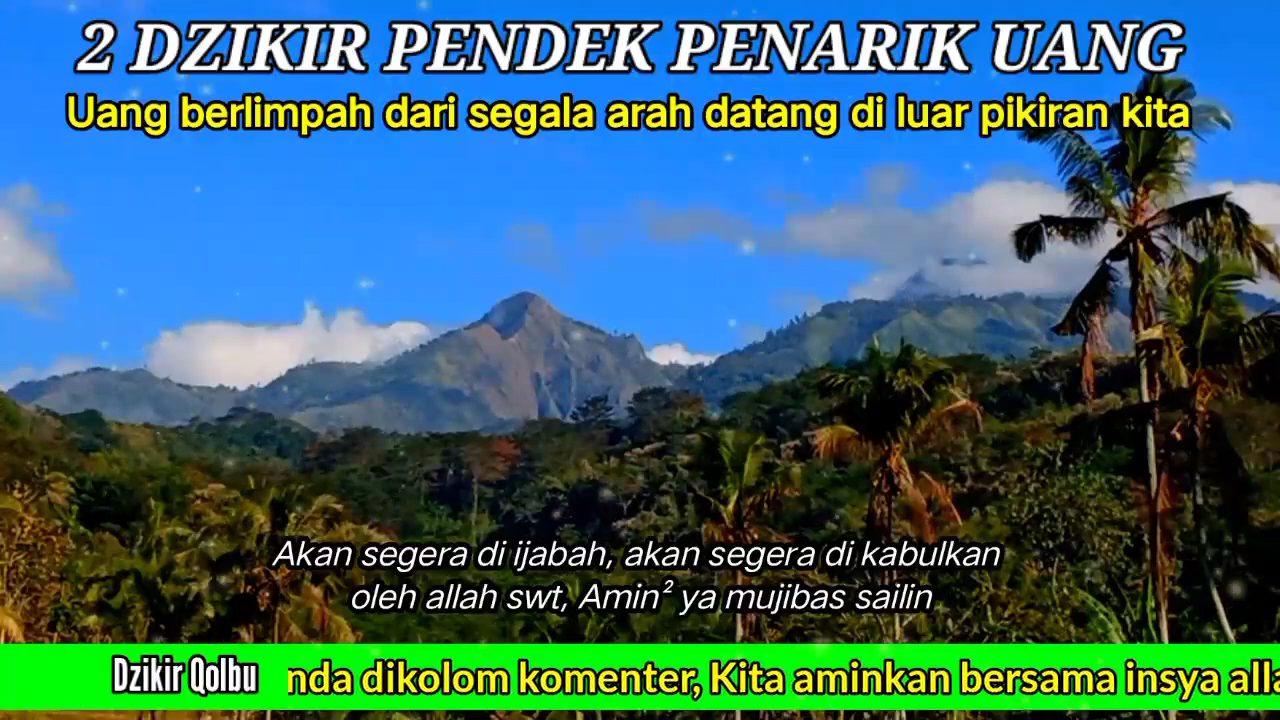 2 DZIKIR PENDEK PENARIK UANG
Uang berlimpah dari segala arah datang di luar pikiran kita
Akan segera di ijabah, akan segera di kabulkan
oleh allah swt, Amin² ya mujibas sailin
Dzikir Qolbu
nda dikolom komenter, Kita aminkan bersama insya alla